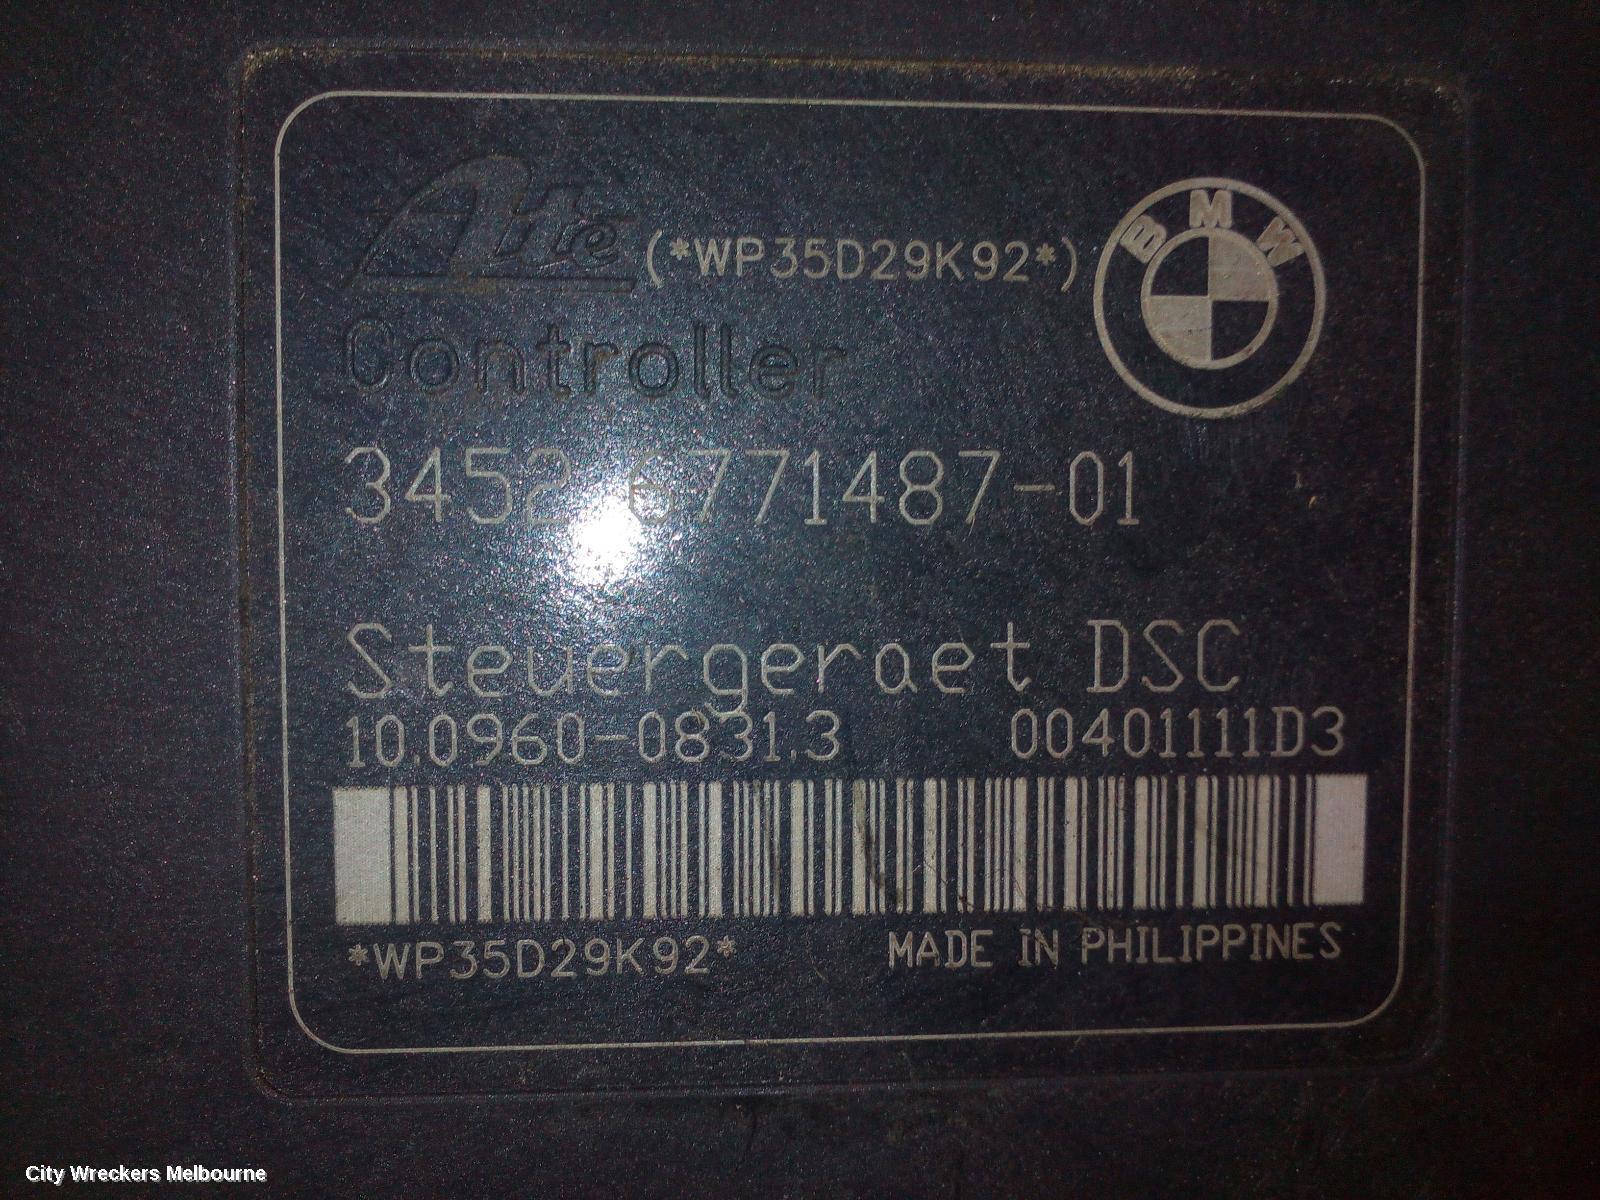 Ate (*WP35D29K92*)
BMW
Controller
3452 6771487-01
Steuergeraet DSC
10.0960-0831.3 00401111D3
*WP35D29K92* MADE IN PHILIPPINES
City Wreckers Melbourne